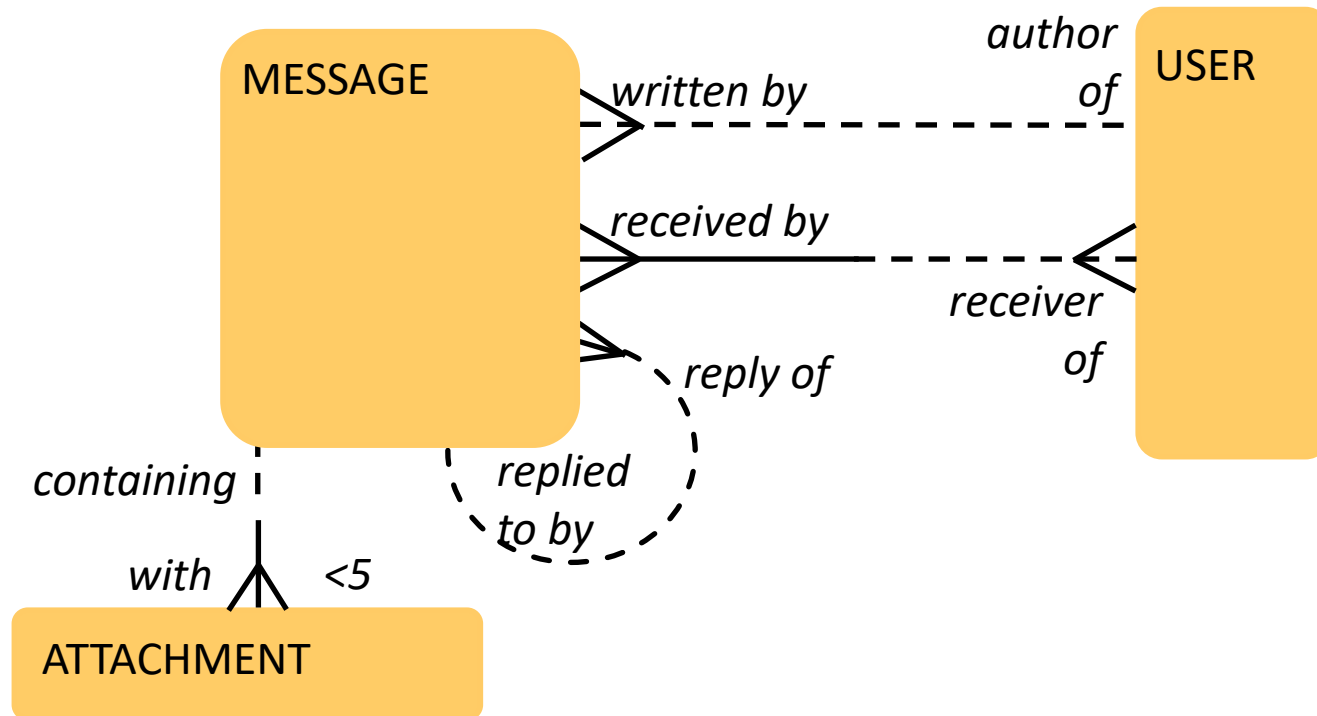 MESSAGE
written by
author
of
USER
received by
receiver
of
reply of
replied
to by
containing
with
<5
ATTACHMENT